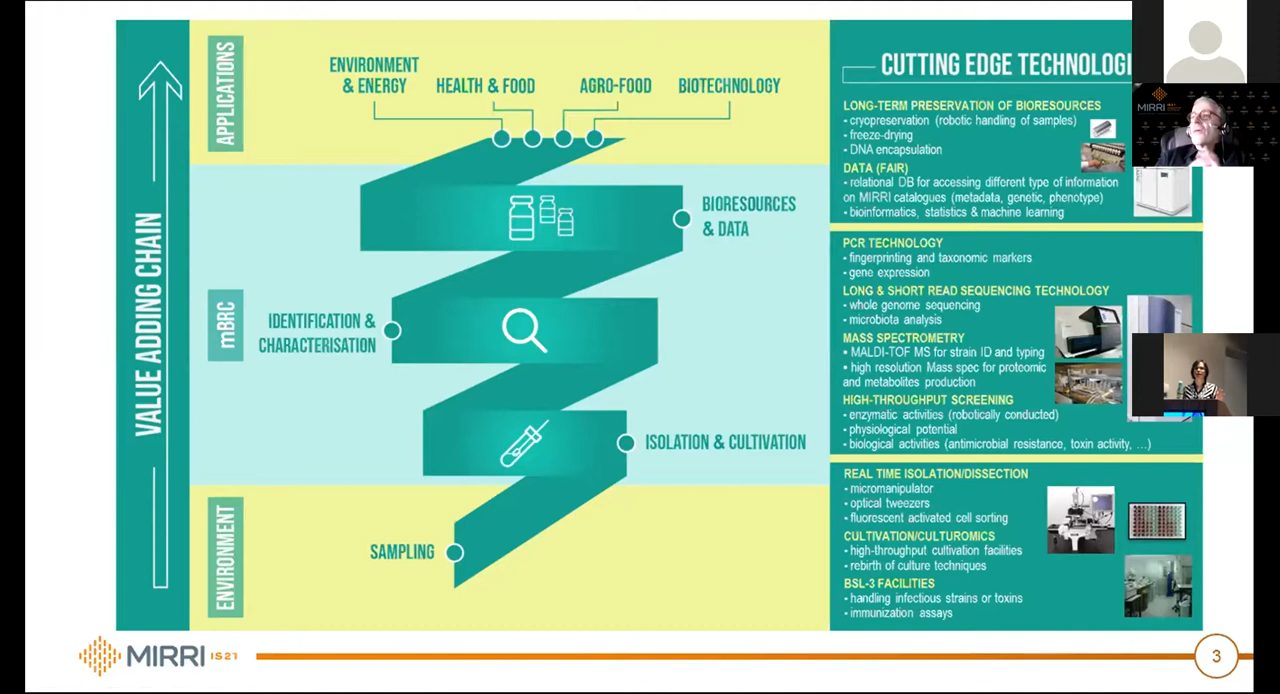 VALUE ADDING CHAIN
APPLICATIONS
ENVIRONMENT
& ENERGY
HEALTH & FOOD
AGRO-FOOD
BIOTECHNOLOGY
mBRC
BIORESOURCES
& DATA
IDENTIFICATION &
CHARACTERISATION
ISOLATION & CULTIVATION
ENVIRONMENT
SAMPLING
CUTTING EDGE TECHNOLOGI
LONG-TERM PRESERVATION OF BIORESOURCES
- cryopreservation (robotic handling of samples)
- freeze-drying
- DNA encapsulation
DATA (FAIR)
- relational DB for accessing different type of information
on MIRRI catalogues (metadata, genetic, phenotype)
- bioinformatics, statistics & machine learning
PCR TECHNOLOGY
- fingerprinting and taxonomic markers
- gene expression
LONG & SHORT READ SEQUENCING TECHNOLOGY
- whole genome sequencing
- microbiota analysis
MASS SPECTROMETRY
- MALDI-TOF MS for strain ID and typing
- high resolution Mass spec for proteomic
and metabolites production
HIGH-THROUGHPUT SCREENING
- enzymatic activities (robotically conducted)
- physiological potential
- biological activities (antimicrobial resistance, toxin activity, ...)
REAL TIME ISOLATION/DISSECTION
- micromanipulator
- optical tweezers
- fluorescent activated cell sorting
CULTIVATION/CULTUROMICS
- high-throughput cultivation facilities
- rebirth of culture techniques
BSL-3 FACILITIES
- handling infectious strains or toxins
- immunization assays
MIRRI
MIRRI IS21
3